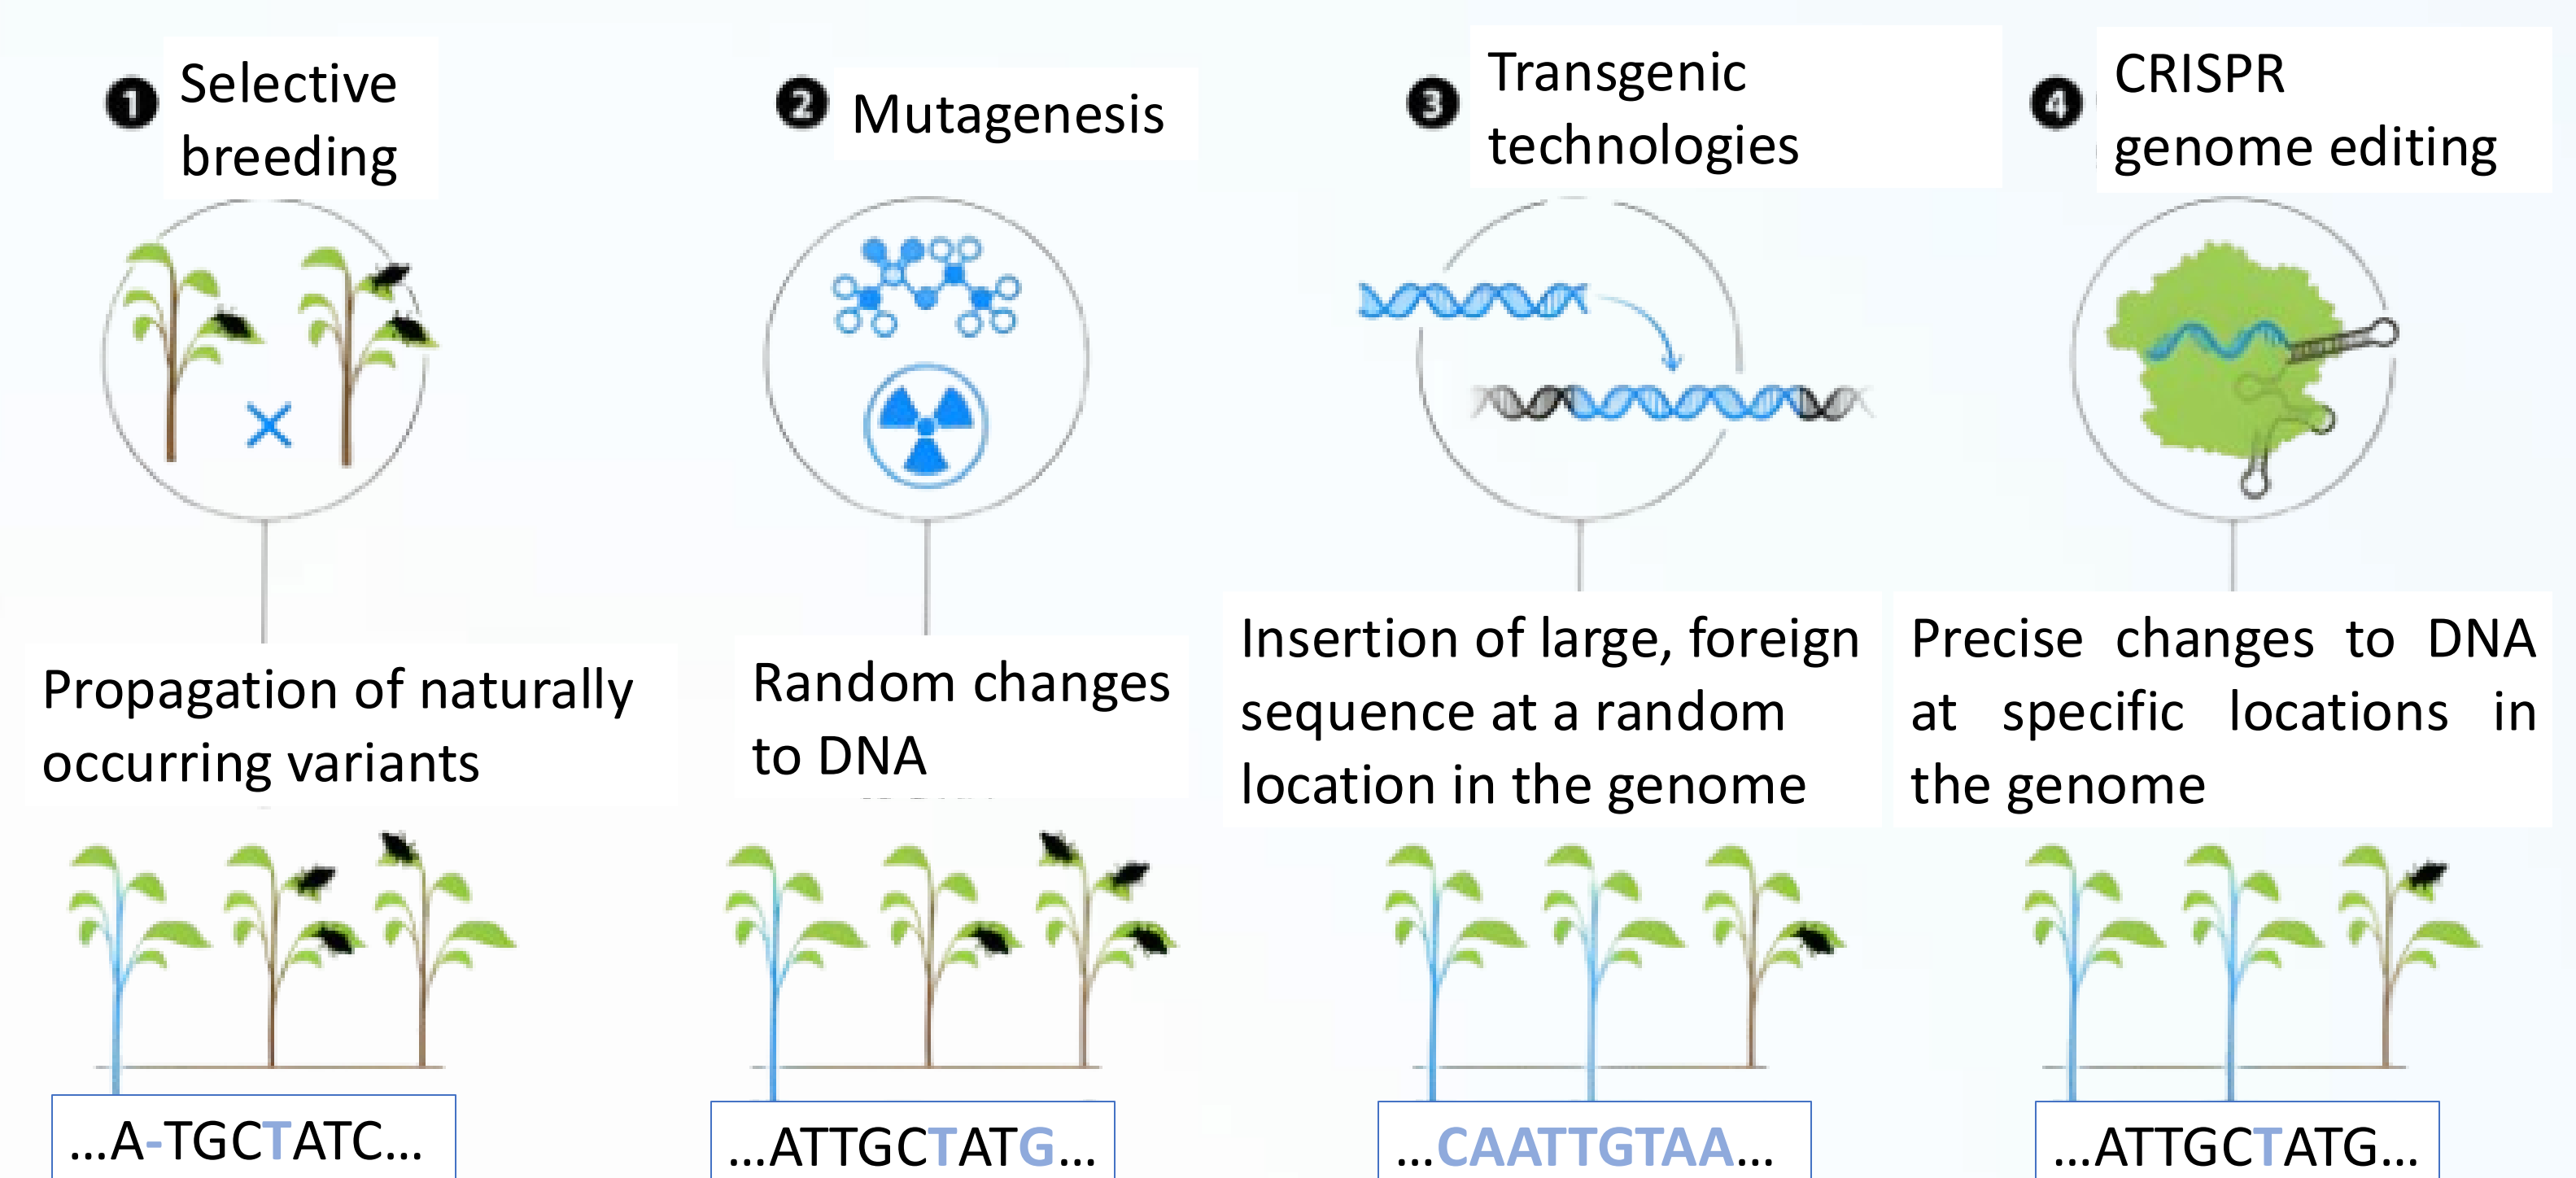 1 Selective
breeding
2 Mutagenesis
3 Transgenic
technologies
4 CRISPR
genome editing
Propagation of naturally
occurring variants
Random changes
to DNA
Insertion of large, foreign
sequence at a random
location in the genome
Precise changes to DNA
at specific locations in
the genome
...A-TGCTATC...
...ATTGCTATG...
...CAATTGTAA...
...ATTGCTATG...